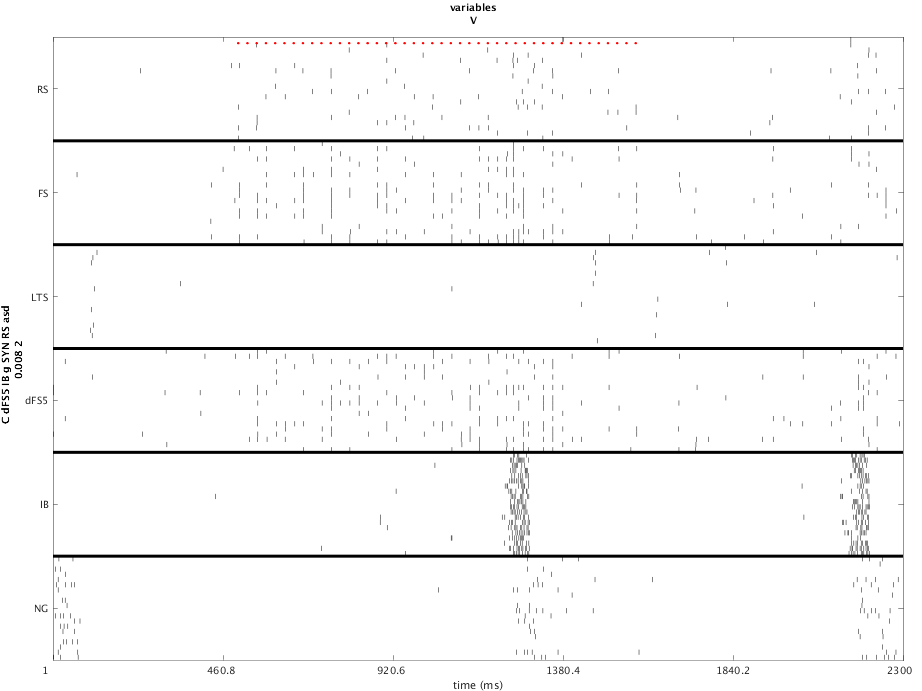 variables
V
RS
FS
LTS
dFS5
IB
NG
C dFS5 IB g SYN RS asd
0.008 2
1
460.8
920.6
1380.4
1840.2
2300
time (ms)